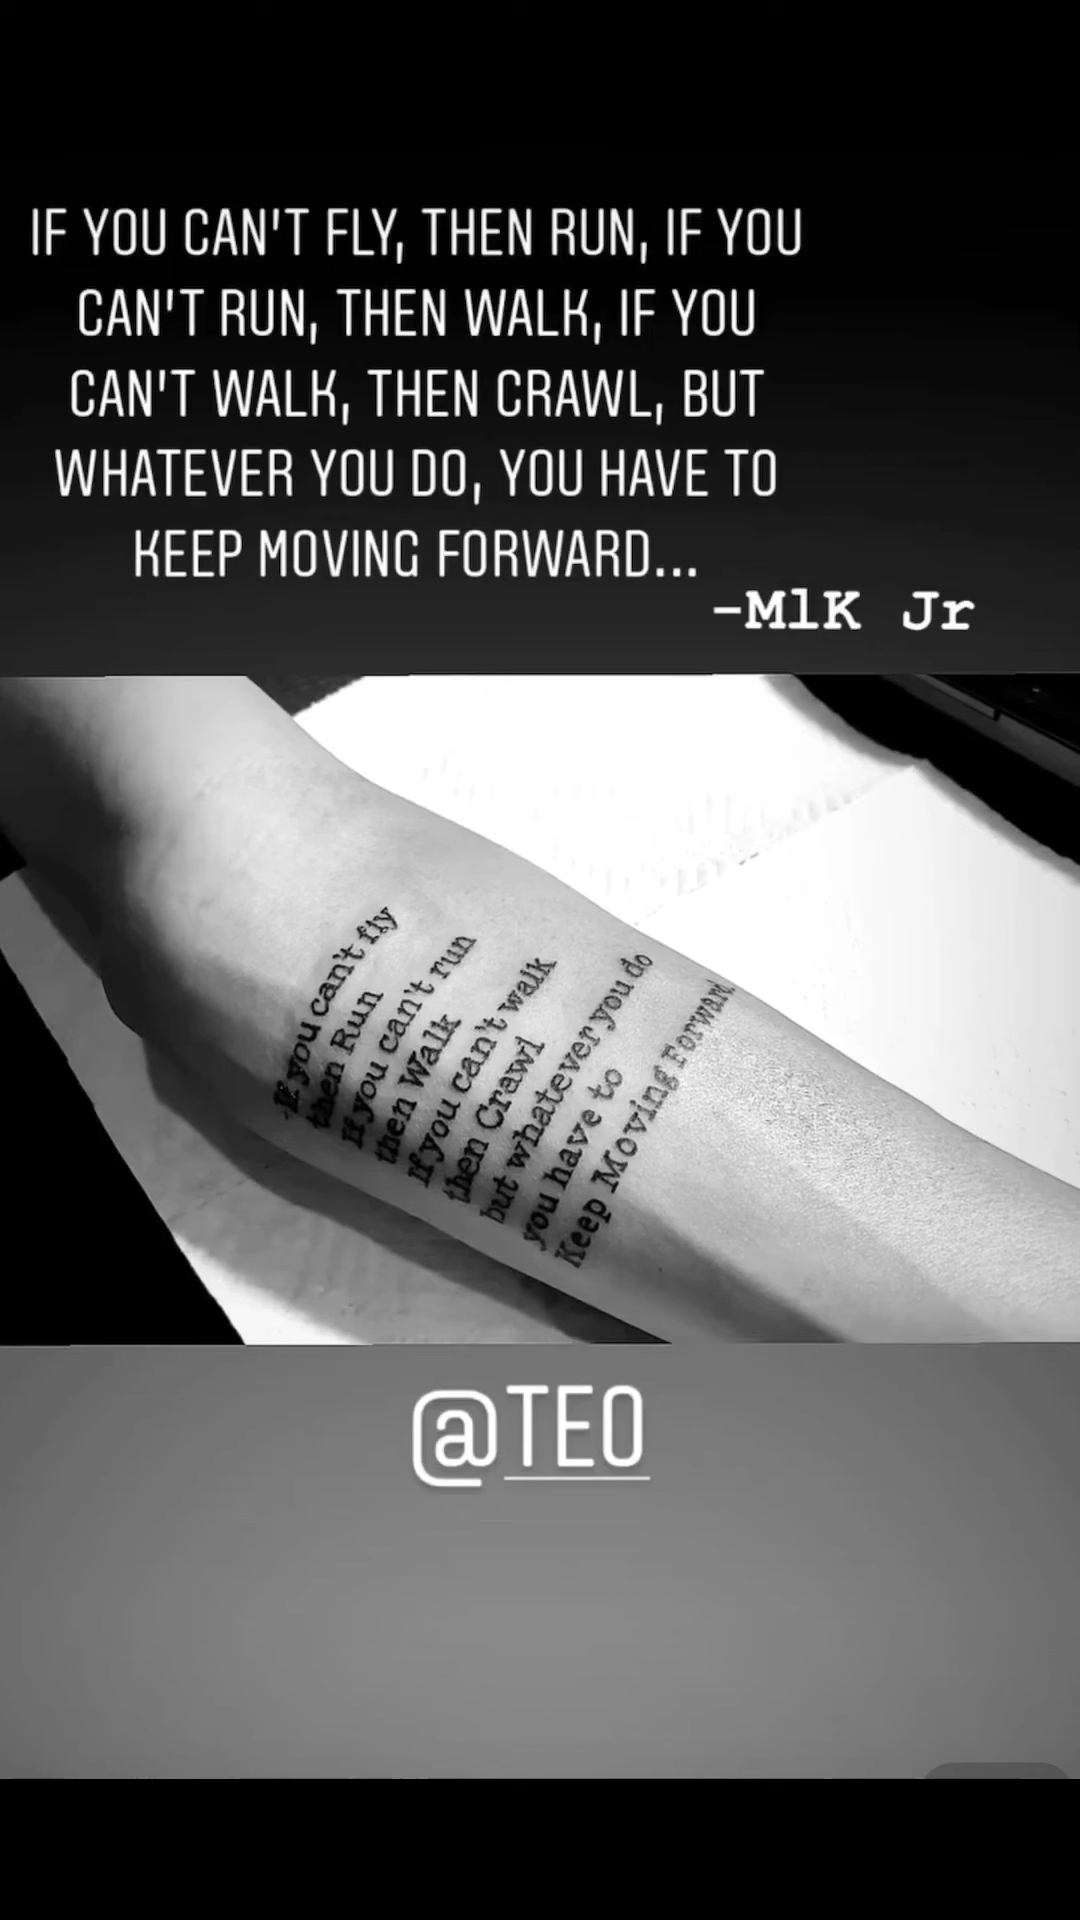 IF YOU CAN'T FLY, THEN RUN, IF YOU
CAN'T RUN, THEN WALK, IF YOU
CAN'T WALK, THEN CRAWL, BUT
WHATEVER YOU DO, YOU HAVE TO
KEEP MOVING FORWARD...
-MlK Jr
If you can't fly
then Run
If you can't run
then Walk
If you can't walk
then Crawl
but whatever you do
you have to
Keep Moving Forward
@TEO